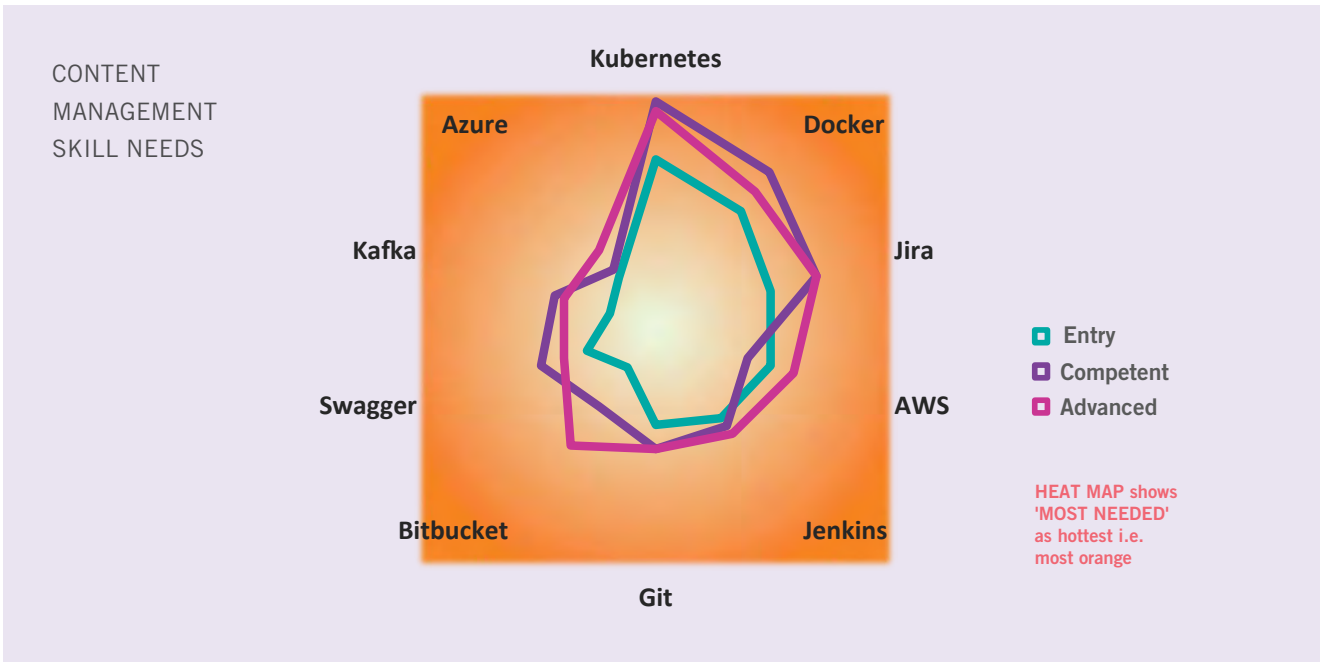 CONTENT
MANAGEMENT
SKILL NEEDS
Kubernetes
Azure
Docker
Kafka
Jira
Swagger
AWS
Bitbucket
Jenkins
Git
Entry
Competent
Advanced
HEAT MAP shows
'MOST NEEDED'
as hottest i.e.
most orange